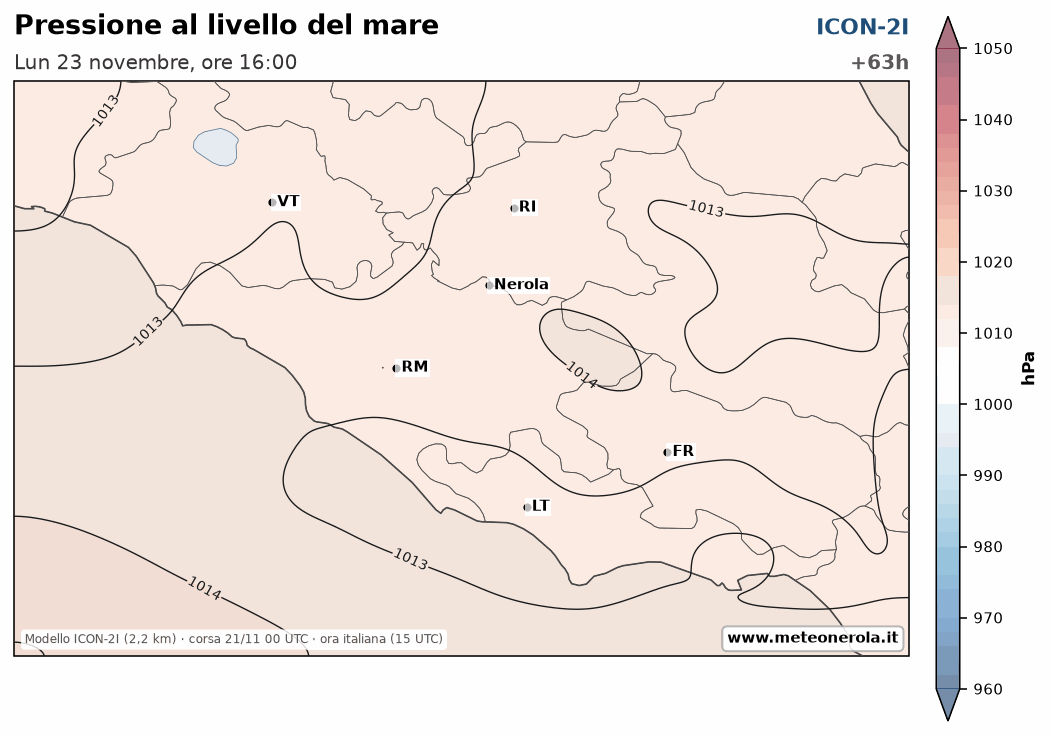 Pressione al livello del mare
ICON-2I
Lun 23 novembre, ore 16:00
+63h
1050
1040
1030
1020
1010
1000
990
980
970
960
hPa
1013
VT
RI
1013
Nerola
1013
1014
RM
FR
LT
1013
1014
Modello ICON-2I (2,2 km) · corsa 21/11 00 UTC · ora italiana (15 UTC)
www.meteonerola.it